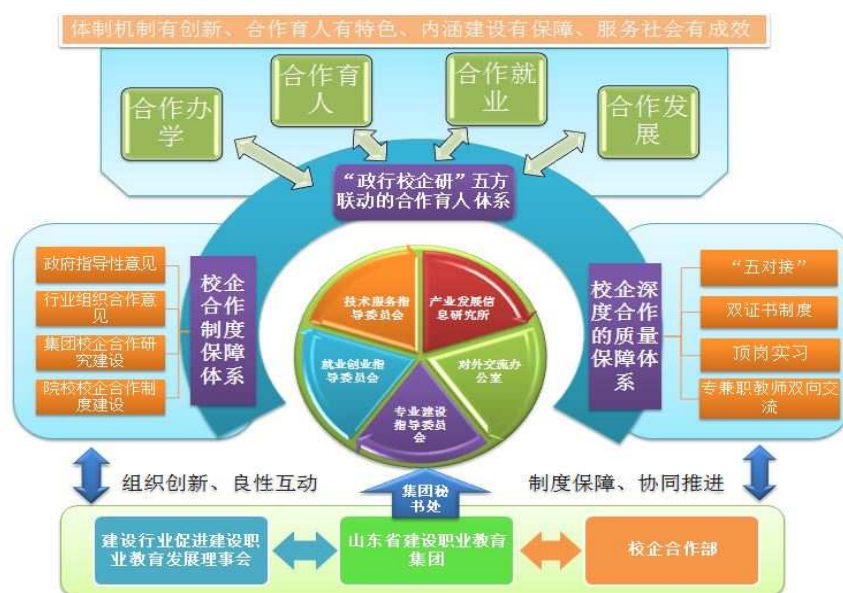 体制机制有创新、合作育人有特色、内涵建设有保障、服务社会有成效
合作办
学
合作育
人
合作就
业
合作发
展
“政行校企研”五方
联动的合作育人体系
政府指导性意见
行业组织合作意
见
集团校企合作研
究建设
院校校企合作制
度建设
校企
合作
制度
保障
体系
技术服务指
导委员会
产业发展信
息研究所
就业创业指
导委员会
对外交流办
公室
专业建设
指导委员
会
校企深
度合作
的质量
保障体
系
“五对接”
双证书制度
顶岗实习
专兼职教师双向交
流
组织创新、良性互动
集团秘
书处
制度保障、协同推进
建设行业促进建设职
业教育发展理事会
山东省建设职业教育
集团
校企合作部